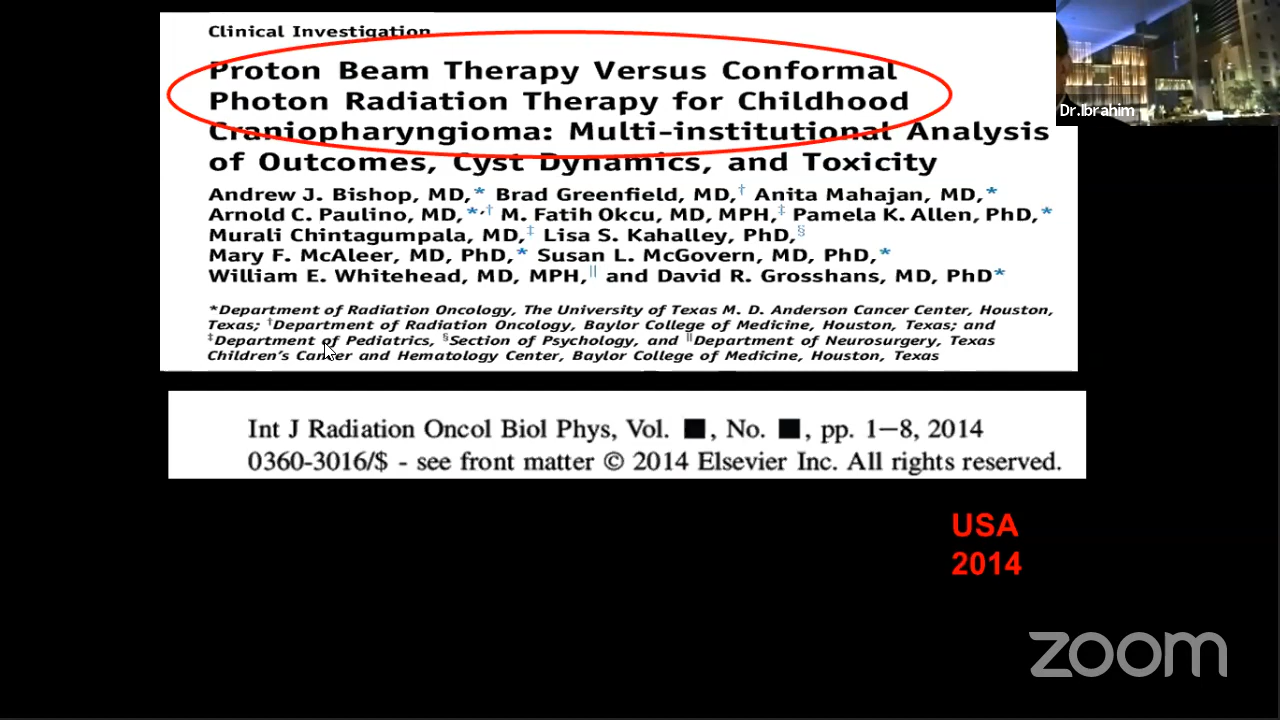 Clinical Investigation
Proton Beam Therapy Versus Conformal
Photon Radiation Therapy for Childhood
Craniopharyngioma: Multi-institutional Analysis
of Outcomes, Cyst Dynamics, and Toxicity
Andrew J. Bishop, MD,* Brad Greenfield, MD,† Anita Mahajan, MD,*
Arnold C. Paulino, MD,*,† M. Fatih Okcu, MD, MPH,‡ Pamela K. Allen, PhD,*
Murali Chintagumpala, MD,‡ Lisa S. Kahalley, PhD,§
Mary F. McAleer, MD, PhD,* Susan L. McGovern, MD, PhD,*
William E. Whitehead, MD, MPH,‖ and David R. Grosshans, MD, PhD*
*Department of Radiation Oncology, The University of Texas M. D. Anderson Cancer Center, Houston,
Texas; †Department of Radiation Oncology, Baylor College of Medicine, Houston, Texas; and
‡Department of Pediatrics, §Section of Psychology, and ‖Department of Neurosurgery, Texas
Children's Cancer and Hematology Center, Baylor College of Medicine, Houston, Texas
Int J Radiation Oncol Biol Phys, Vol. ■, No. ■, pp. 1–8, 2014
0360-3016/$ - see front matter © 2014 Elsevier Inc. All rights reserved.
USA
2014
Dr.Ibrahim
zoom